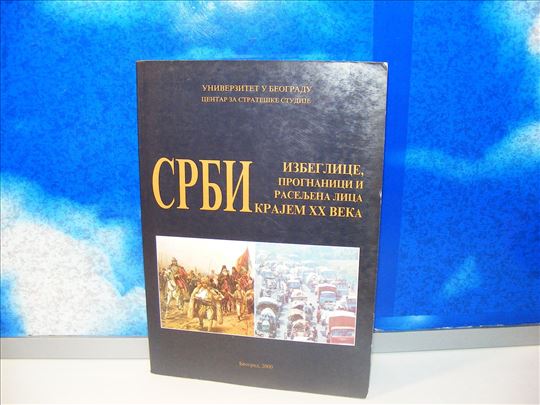 УНИВЕРЗИТЕТ У БЕОГРАДУ
ЦЕНТАР ЗА СТРАТЕШКЕ СТУДИЈЕ
СРБИ
ИЗБЕГЛИЦЕ,
ПРОГНАНИЦИ И
РАСЕЉЕНА ЛИЦА
КРАЈЕМ XX ВЕКА
Београд, 2000